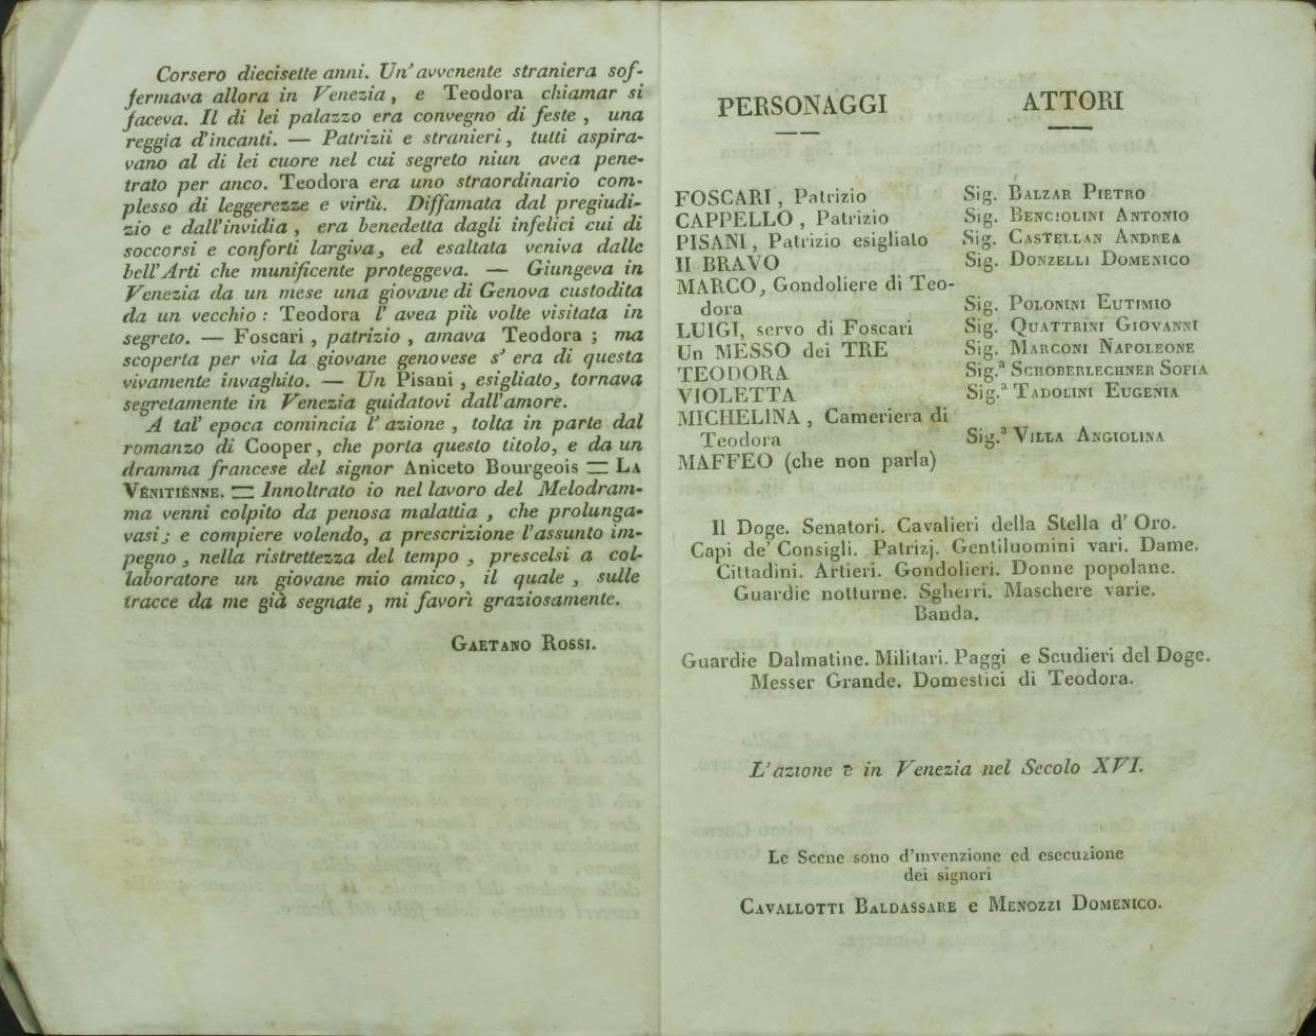 Corsero diecisette anni. Un' avvenente straniera sof-
fermava allora in Venezia, e Teodora chiamar si
faceva. Il di lei palazzo era convegno di feste, una
reggia d'incanti. — Patrizii e stranieri, tutti aspira-
vano al di lei cuore nel cui segreto niun avea pene-
trato per anco. Teodora era uno straordinario com-
plesso di leggerezze e virtù. Diffamata dal pregiudi-
zio e dall'invidia, era benedetta dagli infelici cui di
soccorsi e conforti largiva, ed esaltata veniva dalle
bell'Arti che munificente proteggeva. — Giungeva in
Venezia da un mese una giovane di Genova custodita
da un vecchio: Teodora l' avea più volte visitata in
segreto. — Foscari, patrizio, amava Teodora; ma
scoperta per via la giovane genovese s' era di questa
vivamente invaghito. — Un Pisani, esigliato, tornava
segretamente in Venezia guidatovi dall'amore.
A tal' epoca comincia l' azione, tolta in parte dal
romanzo di Cooper, che porta questo titolo, e da un
dramma francese del signor Aniceto Bourgeois = LA
VÉNITIÈNNE. = Innoltrato io nel lavoro del Melodram-
ma venni colpito da penosa malattia, che prolunga-
vasi; e compiere volendo, a prescrizione l'assunto im-
pegno, nella ristrettezza del tempo, prescelsi a col-
laboratore un giovane mio amico, il quale, sulle
tracce da me già segnate, mi favorì graziosamente.
GAETANO ROSSI.
PERSONAGGI ATTORI
FOSCARI, Patrizio Sig. BALZAR PIETRO
CAPPELLO, Patrizio Sig. BENCIOLINI ANTONIO
PISANI, Patrizio esigliato Sig. CASTELLAN ANDREA
Il BRAVO Sig. DONZELLI DOMENICO
MARCO, Gondoliere di Teo-
dora Sig. POLONINI EUTIMIO
LUIGI, servo di Foscari Sig. QUATTRINI GIOVANNI
Un MESSO dei TRE Sig. MARCONI NAPOLEONE
TEODORA Sig.ª SCHOBERLECHNER SOFIA
VIOLETTA Sig.ª TADOLINI EUGENIA
MICHELINA, Cameriera di
Teodora Sig.ª VILLA ANGIOLINA
MAFFEO (che non parla)
Il Doge. Senatori. Cavalieri della Stella d' Oro.
Capi de' Consigli. Patrizj. Gentiluomini vari. Dame.
Cittadini. Artieri. Gondolieri. Donne popolane.
Guardie notturne. Sgherri. Maschere varie.
Banda.
Guardie Dalmatine. Militari. Paggi e Scudieri del Doge.
Messer Grande. Domestici di Teodora.
L'azione è in Venezia nel Secolo XVI.
Le Scene sono d'invenzione ed esecuzione
dei signori
CAVALLOTTI BALDASSARE e MENOZZI DOMENICO.